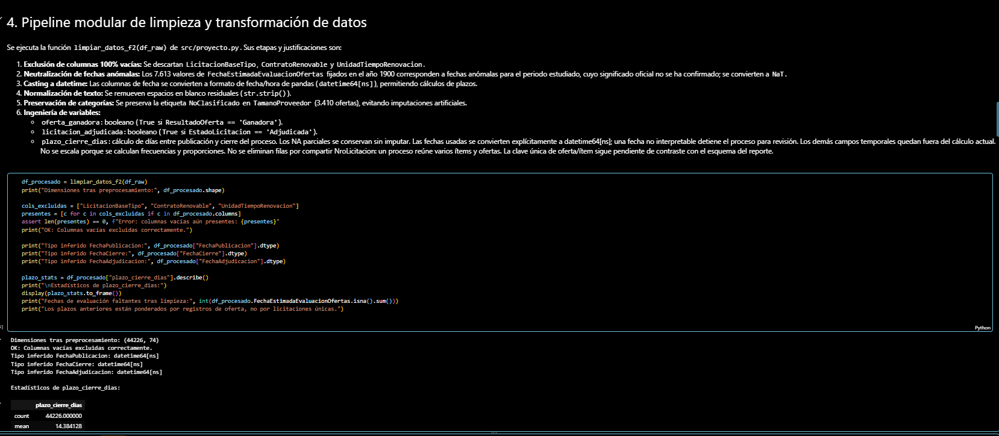 4. Pipeline modular de limpieza y transformación de datos
Se ejecuta la función limpiar_datos_f2(df_raw) de src/proyecto.py. Sus etapas y justificaciones son:
1. Exclusión de columnas 100% vacías: Se descartan LicitacionBaseTipo, ContratoRenovable y UnidadTiempoRenovacion.
2. Neutralización de fechas anómalas: Los 7.613 valores de FechaEstimadaEvaluacionOfertas fijados en el año 1900 corresponden a fechas anómalas para el periodo estudiado, cuyo significado oficial no se ha confirmado; se convierten a NaT.
3. Casting a datetime: Las columnas de fecha se convierten a formato de fecha/hora de pandas (datetime64[ns]), permitiendo cálculos de plazos.
4. Normalización de texto: Se remueven espacios en blanco residuales (str.strip()).
5. Preservación de categorías: Se preserva la etiqueta NoClasificado en TamanoProveedor (3.410 ofertas), evitando imputaciones artificiales.
6. Ingeniería de variables:
oferta_ganadora: booleano (True si ResultadoOferta == 'Ganadora').
licitacion_adjudicada: booleano (True si EstadoLicitacion == 'Adjudicada').
plazo_cierre_dias: cálculo de días entre publicación y cierre del proceso. Los NA parciales se conservan sin imputar. Las fechas usadas se convierten explícitamente a datetime64[ns]; una fecha no interpretable detiene el proceso para revisión. Los demás campos temporales quedan fuera del cálculo actual.
No se escala porque se calculan frecuencias y proporciones. No se eliminan filas por compartir NroLicitacion: un proceso reúne varios ítems y ofertas. La clave única de oferta/ítem sigue pendiente de contraste con el esquema del reporte.
df_procesado = limpiar_datos_f2(df_raw)
print("Dimensiones tras preprocesamiento:", df_procesado.shape)
cols_excluidas = ["LicitacionBaseTipo", "ContratoRenovable", "UnidadTiempoRenovacion"]
presentes = [c for c in cols_excluidas if c in df_procesado.columns]
assert len(presentes) == 0, f"Error: columnas vacías aún presentes: {presentes}"
print("OK: Columnas vacías excluidas correctamente.")
print("Tipo inferido FechaPublicacion:", df_procesado["FechaPublicacion"].dtype)
print("Tipo inferido FechaCierre:", df_procesado["FechaCierre"].dtype)
print("Tipo inferido FechaAdjudicacion:", df_procesado["FechaAdjudicacion"].dtype)
plazo_stats = df_procesado["plazo_cierre_dias"].describe()
print("\nEstadísticos de plazo_cierre_dias:")
display(plazo_stats.to_frame())
print("Fechas de evaluación faltantes tras limpieza:", int(df_procesado.FechaEstimadaEvaluacionOfertas.isna().sum()))
print("Los plazos anteriores están ponderados por registros de oferta, no por licitaciones únicas.")
Python
Dimensiones tras preprocesamiento: (44226, 74)
OK: Columnas vacías excluidas correctamente.
Tipo inferido FechaPublicacion: datetime64[ns]
Tipo inferido FechaCierre: datetime64[ns]
Tipo inferido FechaAdjudicacion: datetime64[ns]
Estadísticos de plazo_cierre_dias:
plazo_cierre_dias
count 44226.000000
mean 14.384128